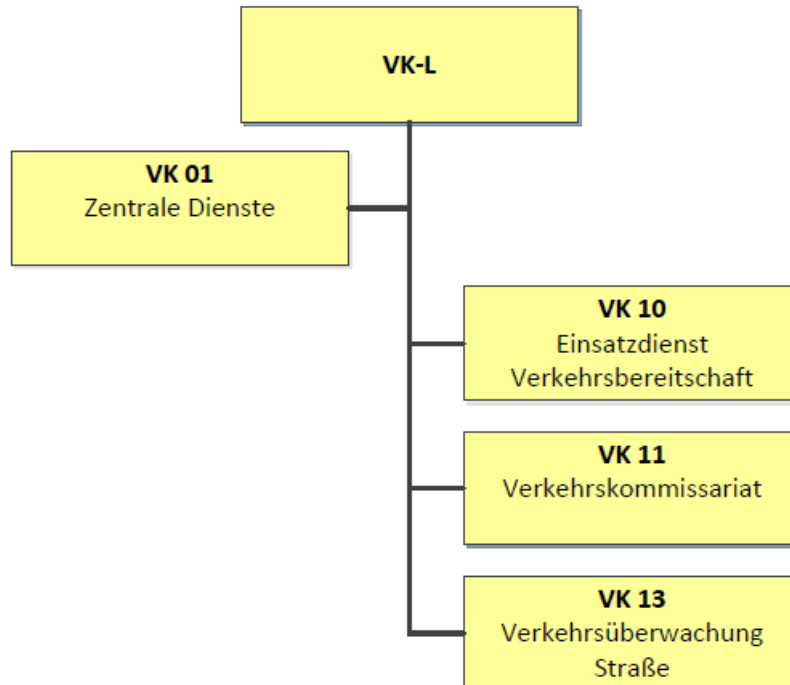 VK-L
VK 01
Zentrale Dienste
VK 10
Einsatzdienst
Verkehrsbereitschaft
VK 11
Verkehrskommissariat
VK 13
Verkehrsüberwachung
Straße